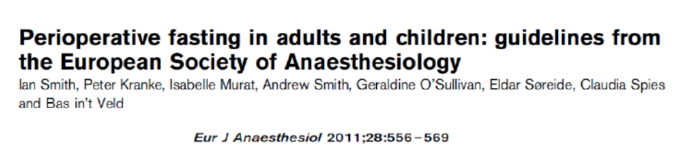 Perioperative fasting in adults and children: guidelines from
the European Society of Anaesthesiology
Ian Smith, Peter Kranke, Isabelle Murat, Andrew Smith, Geraldine O'Sullivan, Eldar Søreide, Claudia Spies
and Bas in't Veld
Eur J Anaesthesiol 2011;28:556–569